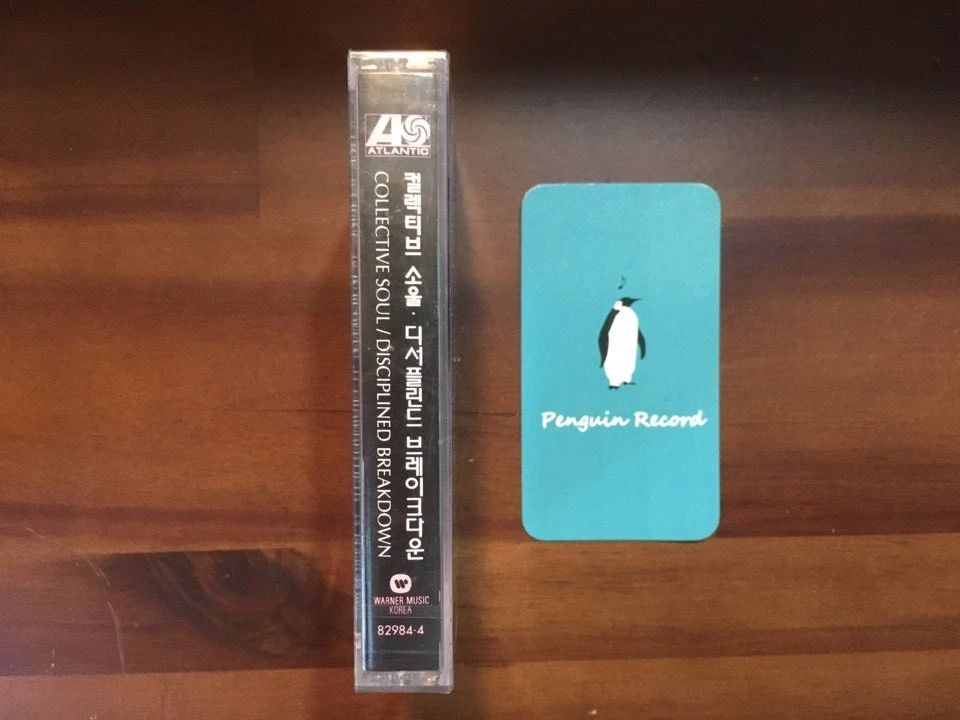 ATLANTIC
컬렉티브 소울 · 디서플린드 브레이크다운
COLLECTIVE SOUL / DISCIPLINED BREAKDOWN
WARNER MUSIC
KOREA
82984-4
Penguin Record